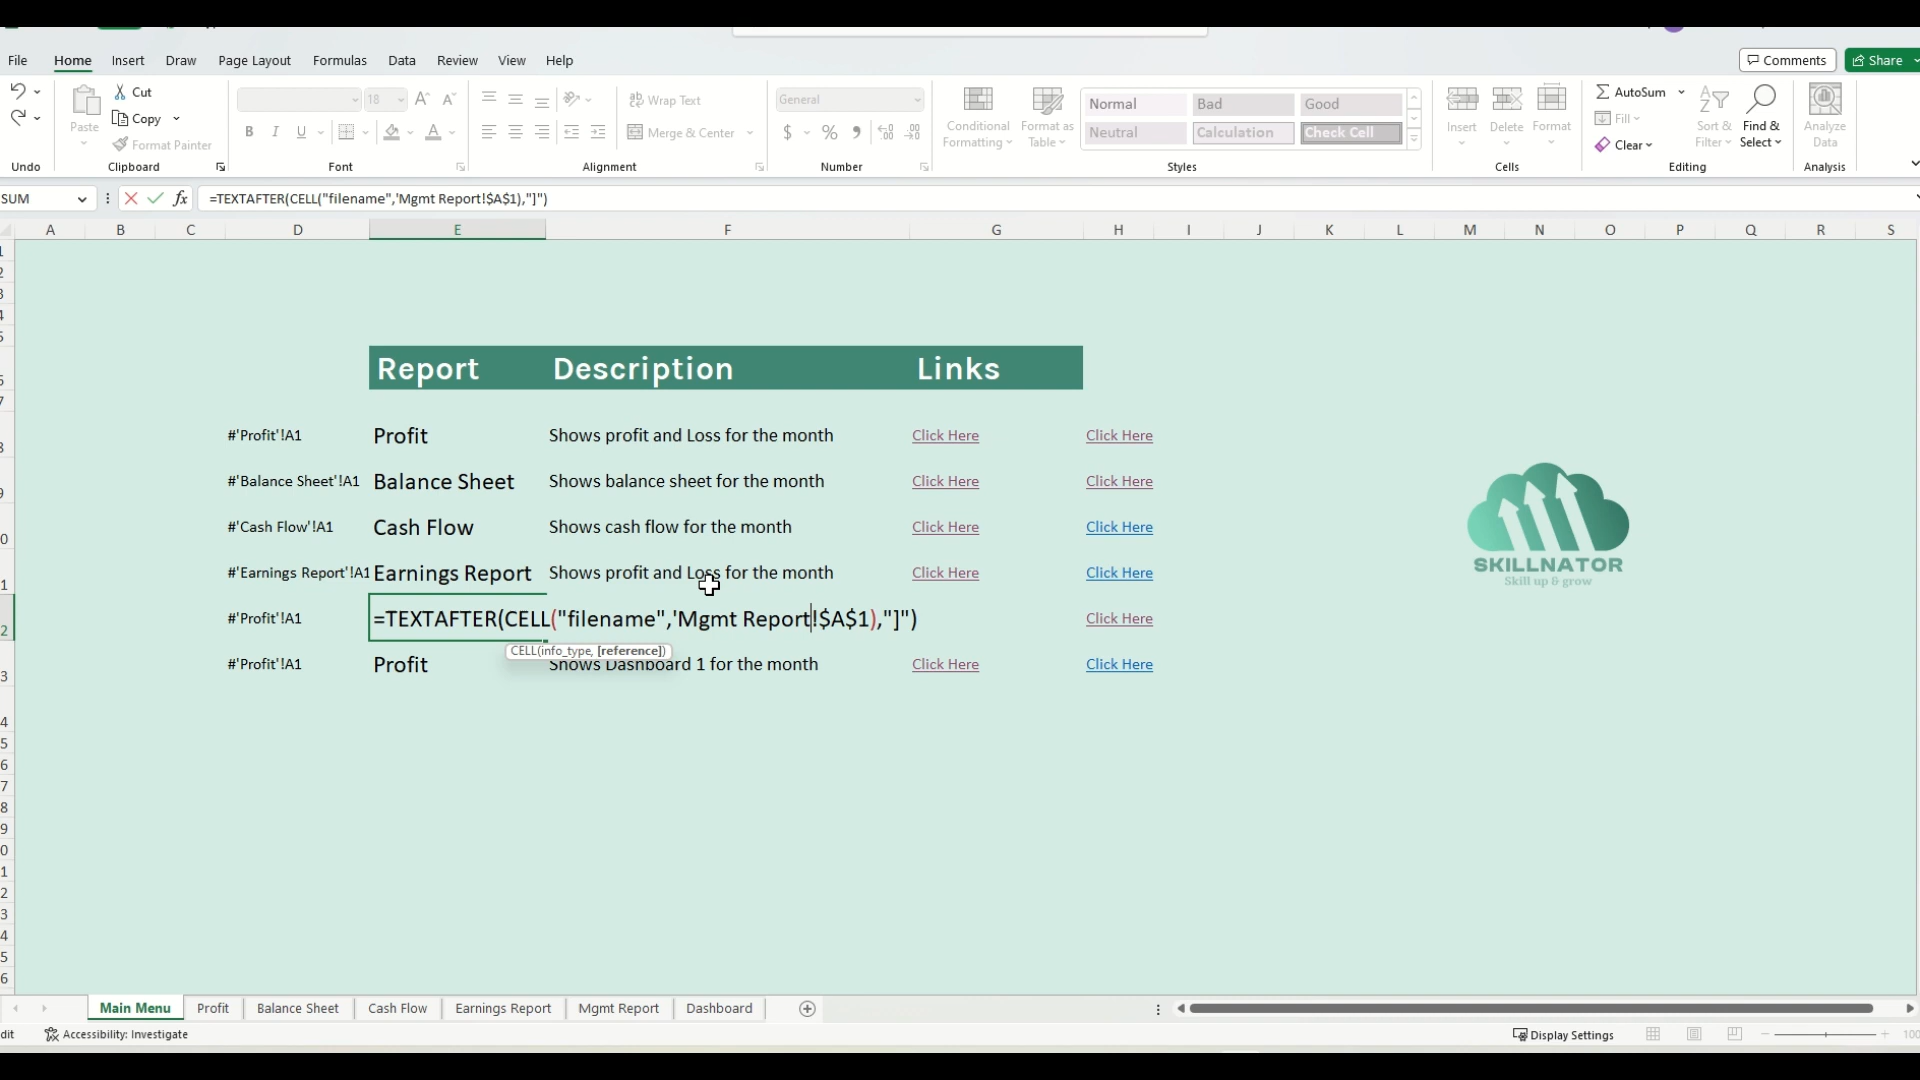 File Home Insert Draw Page Layout Formulas Data Review View Help Comments Share
Cut
Copy
Format Painter
Paste
18
B I U
A
Wrap Text
Merge & Center
General
$ % 9
Conditional Formatting
Format as Table
Normal Bad Good
Neutral Calculation Check Cell
Insert Delete Format
AutoSum
Fill
Clear
Sort & Filter
Find & Select
Analyze Data
Undo Clipboard Font Alignment Number Styles Cells Editing Analysis
SUM fx =TEXTAFTER(CELL("filename",'Mgmt Report!$A$1),"]")
A B C D E F G H I J K L M N O P Q R S
Report Description Links
#'Profit'!A1 Profit Shows profit and Loss for the month Click Here Click Here
#'Balance Sheet'!A1 Balance Sheet Shows balance sheet for the month Click Here Click Here
#'Cash Flow'!A1 Cash Flow Shows cash flow for the month Click Here Click Here
#'Earnings Report'!A1 Earnings Report Shows profit and Loss for the month Click Here Click Here
#'Profit'!A1 =TEXTAFTER(CELL("filename",'Mgmt Report!$A$1),"]") Click Here
CELL(info_type, [reference])
#'Profit'!A1 Profit Shows Dashboard 1 for the month Click Here Click Here
SKILLNATOR
Skill up & grow
Main Menu Profit Balance Sheet Cash Flow Earnings Report Mgmt Report Dashboard
dit Accessibility: Investigate Display Settings 100